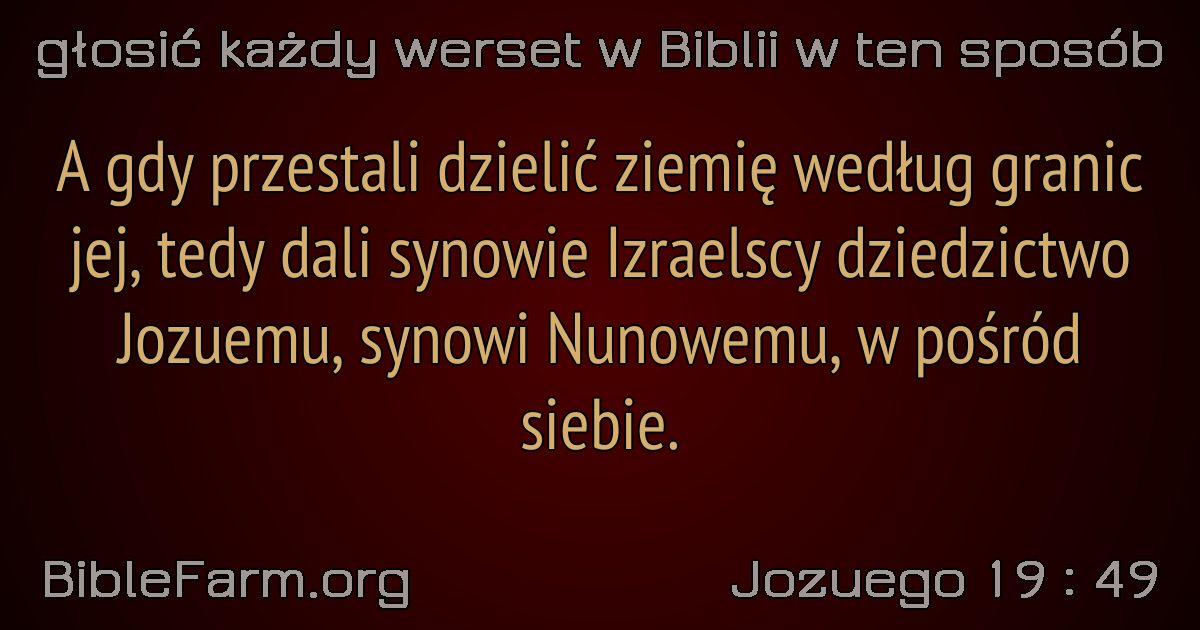 głosić każdy werset w Biblii w ten sposób
A gdy przestali dzielić ziemię według granic
jej, tedy dali synowie Izraelscy dziedzictwo
Jozuemu, synowi Nunowemu, w pośród
siebie.
BibleFarm.org
Jozuego 19 : 49